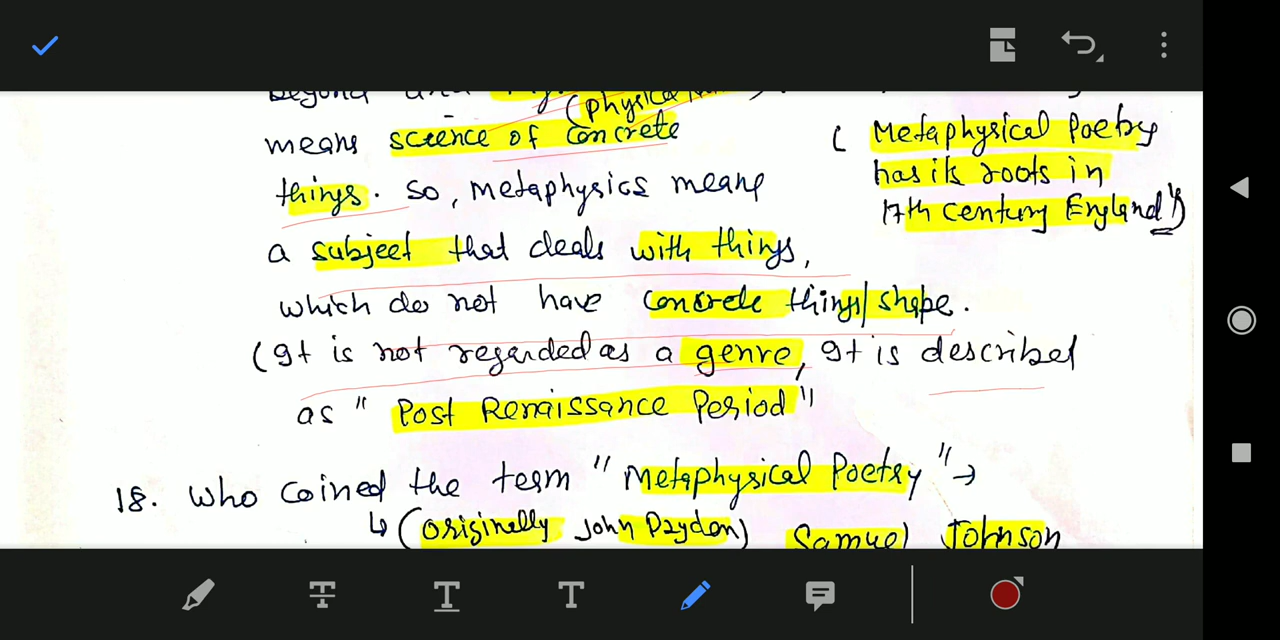 beyond and
(physical
means science of concrete
things. So, Metaphysics means
a subject that deals with things,
which do not have concrete things/shape.
(It is not regarded as a genre, It is described
as "Post Renaissance Period"
( Metaphysical Poetry
has its roots in
17th century England")
18. Who coined the term "Metaphysical Poetry" →
↳ (Originally John Dryden) Samuel Johnson
T T T